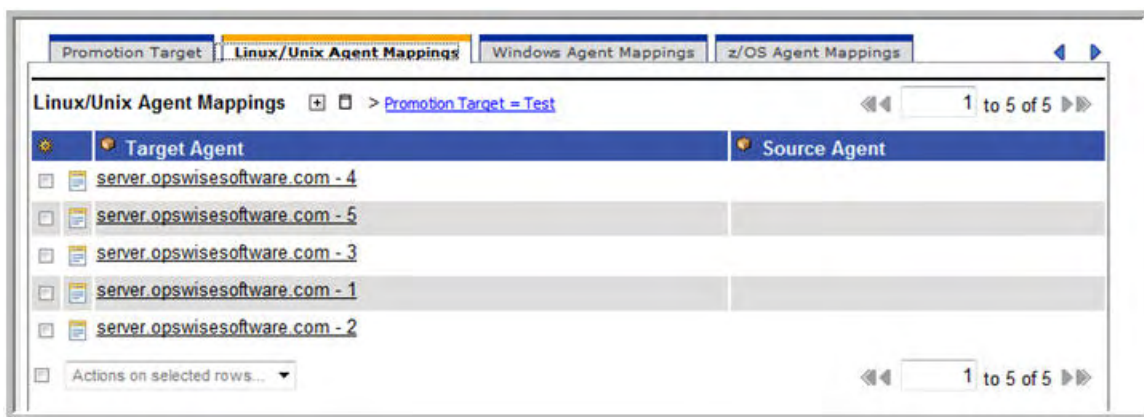 Promotion Target Linux/Unix Agent Mappings Windows Agent Mappings z/OS Agent Mappings
Linux/Unix Agent Mappings > Promotion Target = Test 1 to 5 of 5
Target Agent Source Agent
server.opswisesoftware.com - 4
server.opswisesoftware.com - 5
server.opswisesoftware.com - 3
server.opswisesoftware.com - 1
server.opswisesoftware.com - 2
Actions on selected rows... 1 to 5 of 5